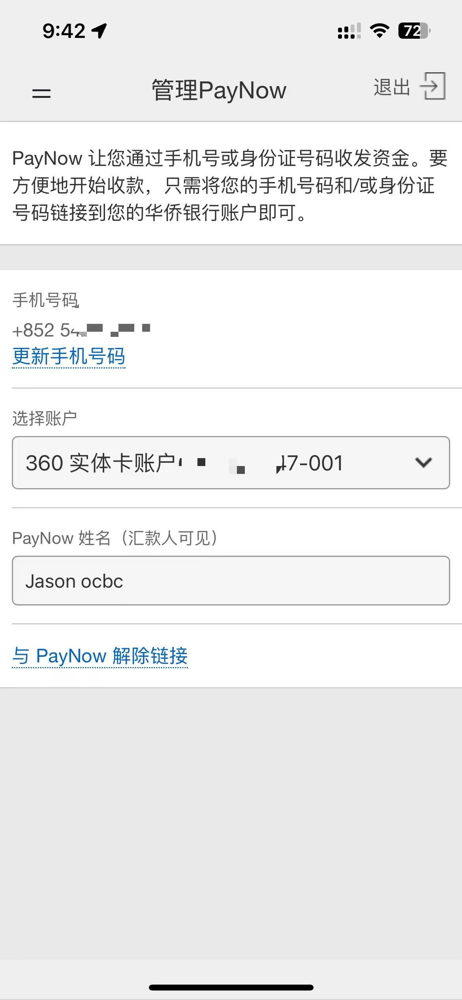 9:42
72
管理PayNow
退出
PayNow 让您通过手机号或身份证号码收发资金。要
方便地开始收款，只需将您的手机号码和/或身份证
号码链接到您的华侨银行账户即可。
手机号码
+852 54
更新手机号码
选择账户
360 实体卡账户 47-001
PayNow 姓名（汇款人可见）
Jason ocbc
与 PayNow 解除链接